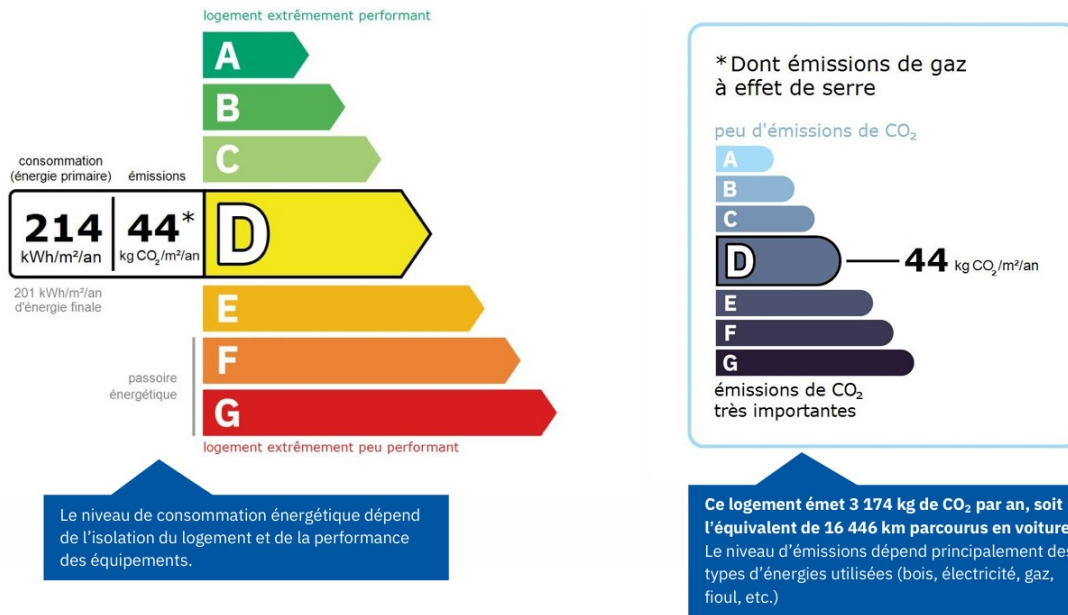 logement extrêmement performant
A
B
C
consommation
(énergie primaire)
émissions
214
kWh/m²/an
44*
kg CO₂/m²/an
D
201 kWh/m²/an
d'énergie finale
E
F
passoire
énergétique
G
logement extrêmement peu performant
Le niveau de consommation énergétique dépend
de l’isolation du logement et de la performance
des équipements.
*Dont émissions de gaz
à effet de serre
peu d'émissions de CO₂
A
B
C
D
44 kg CO₂/m²/an
E
F
G
émissions de CO₂
très importantes
Ce logement émet 3 174 kg de CO₂ par an, soit
l’équivalent de 16 446 km parcourus en voiture
Le niveau d’émissions dépend principalement des
types d’énergies utilisées (bois, électricité, gaz,
fioul, etc.)